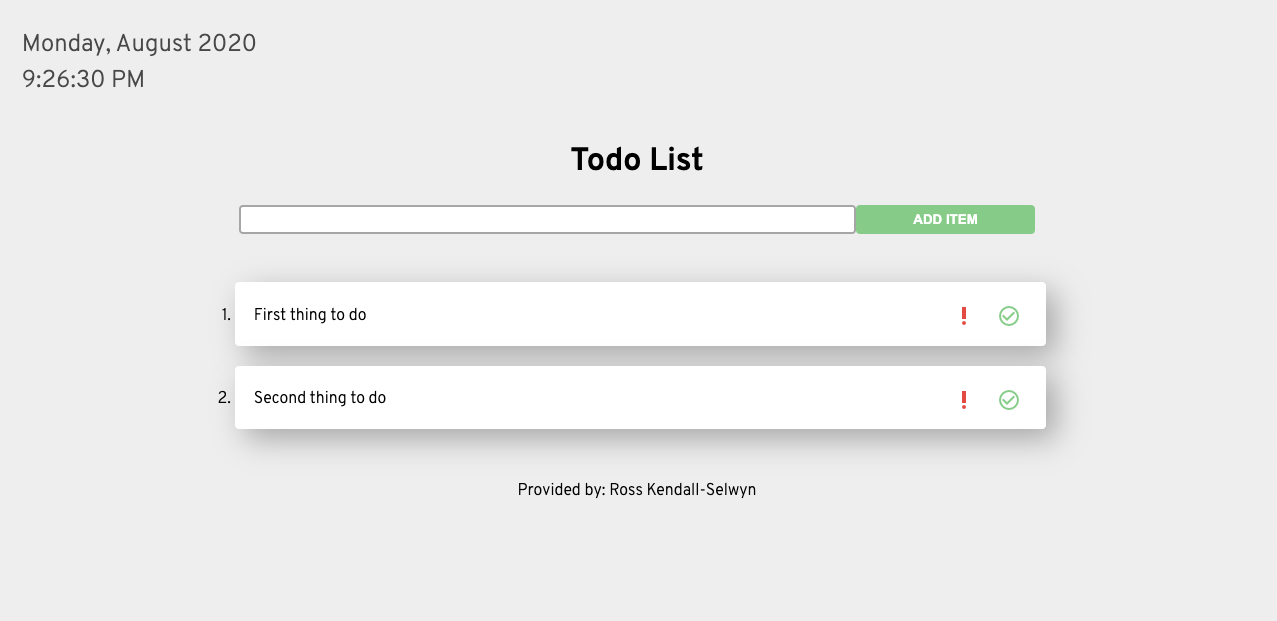 Monday, August 2020
9:26:30 PM
Todo List
ADD ITEM
1. First thing to do
2. Second thing to do
Provided by: Ross Kendall-Selwyn